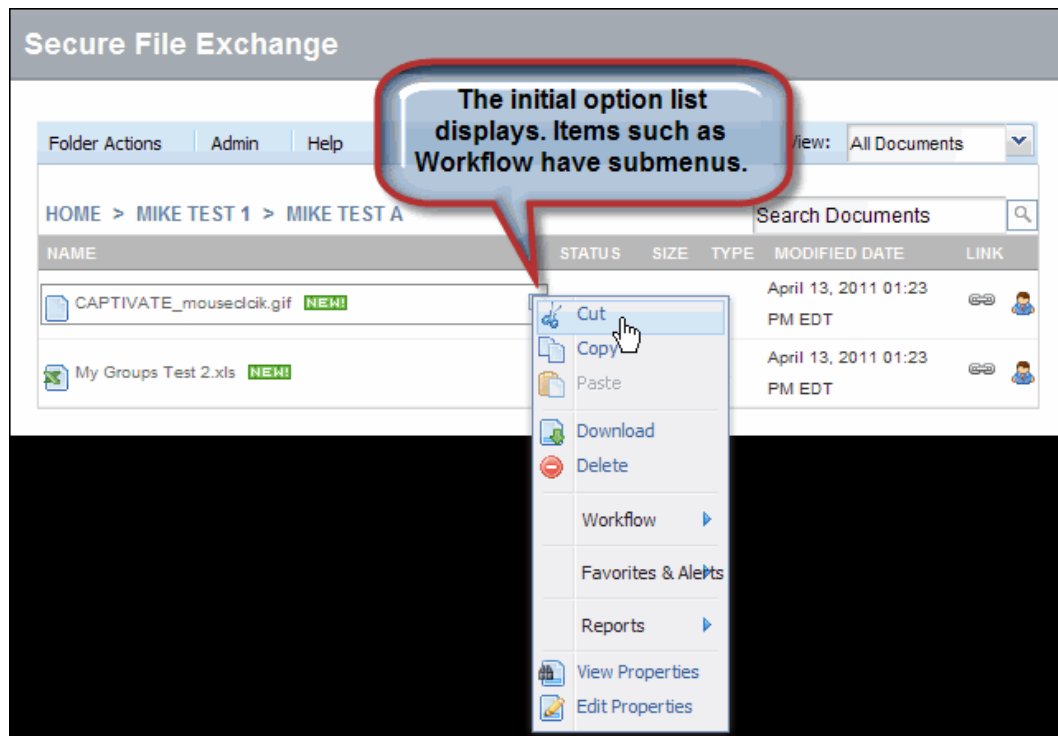 Secure File Exchange
The initial option list
displays. Items such as
Workflow have submenus.
Folder Actions Admin Help View: All Documents
HOME > MIKE TEST 1 > MIKE TEST A Search Documents
NAME STATUS SIZE TYPE MODIFIED DATE LINK
CAPTIVATE_mouseclcik.gif NEW! April 13, 2011 01:23
PM EDT
My Groups Test 2.xls NEW! April 13, 2011 01:23
PM EDT
Cut
Copy
Paste
Download
Delete
Workflow
Favorites & Alerts
Reports
View Properties
Edit Properties